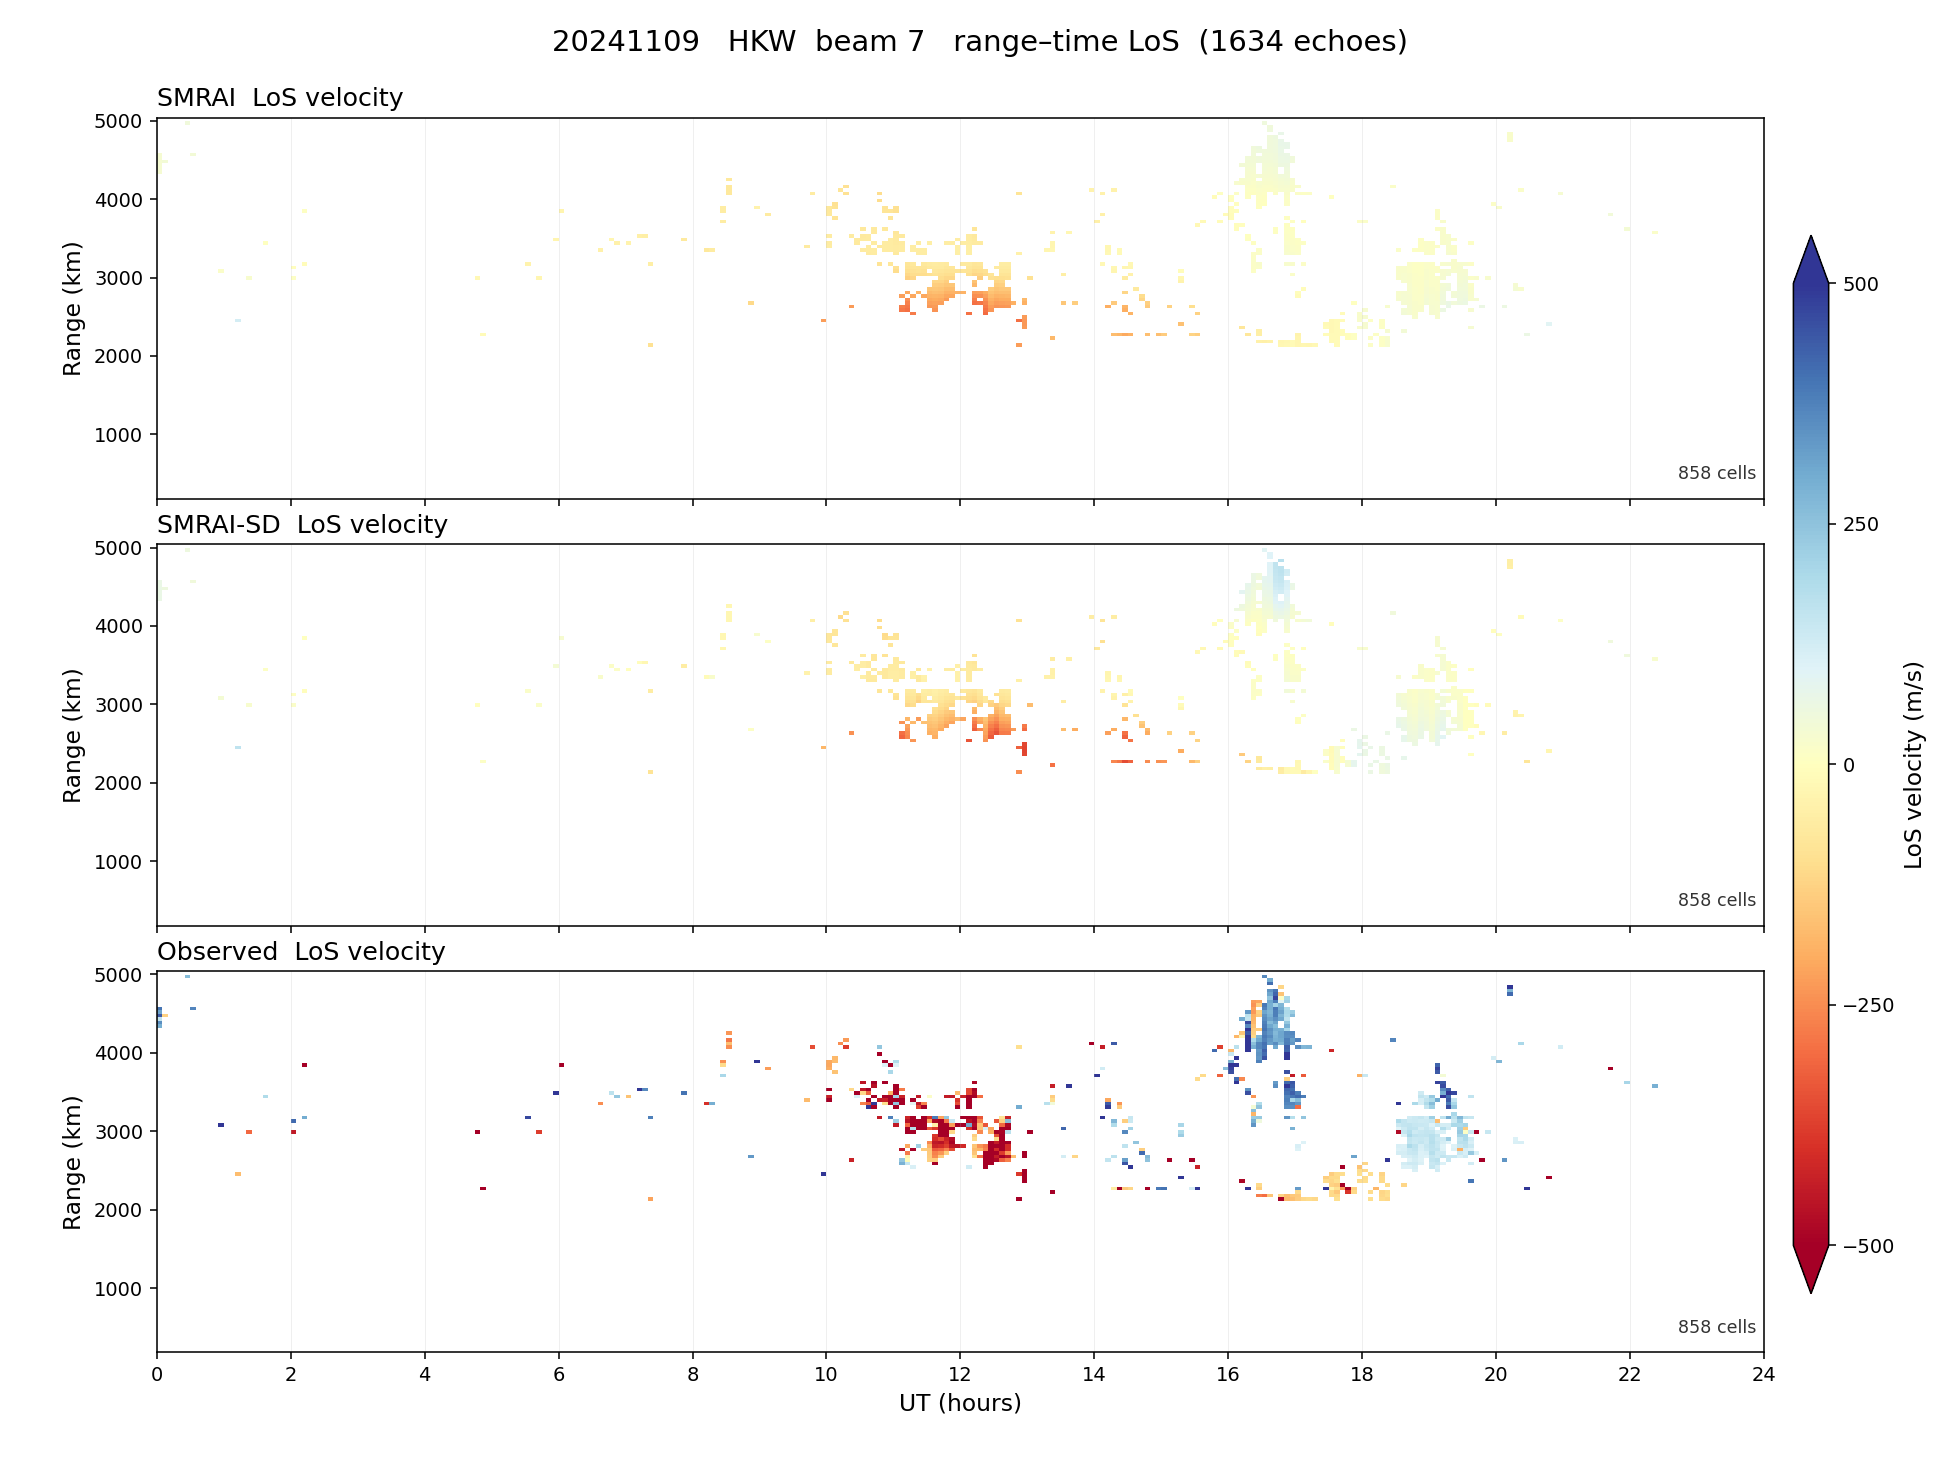 20241109   HKW  beam 7   range–time LoS  (1634 echoes)
SMRAI  LoS velocity
5000
4000
3000
2000
1000
Range (km)
858 cells
SMRAI-SD  LoS velocity
5000
4000
3000
2000
1000
Range (km)
858 cells
Observed  LoS velocity
5000
4000
3000
2000
1000
Range (km)
858 cells
0 2 4 6 8 10 12 14 16 18 20 22 24
UT (hours)
500
250
0
−250
−500
LoS velocity (m/s)